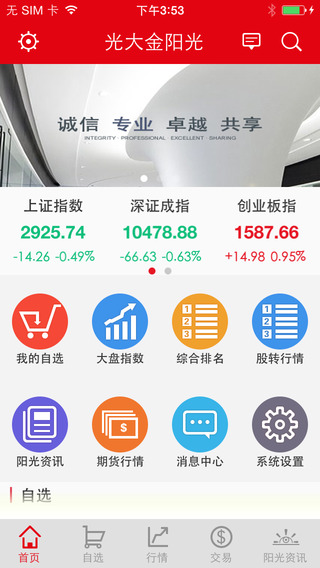 无 SIM 卡 下午3:53
光大金阳光
诚信 专业 卓越 共享
INTEGRITY · PROFESSIONAL EXCELLENT · SHARING
上证指数 深证成指 创业板指
2925.74 10478.88 1587.66
-14.26 -0.49% -66.63 -0.63% +14.98 0.95%
我的自选 大盘指数 综合排名 股转行情
阳光资讯 期货行情 消息中心 系统设置
自选
首页 自选 行情 交易 阳光资讯